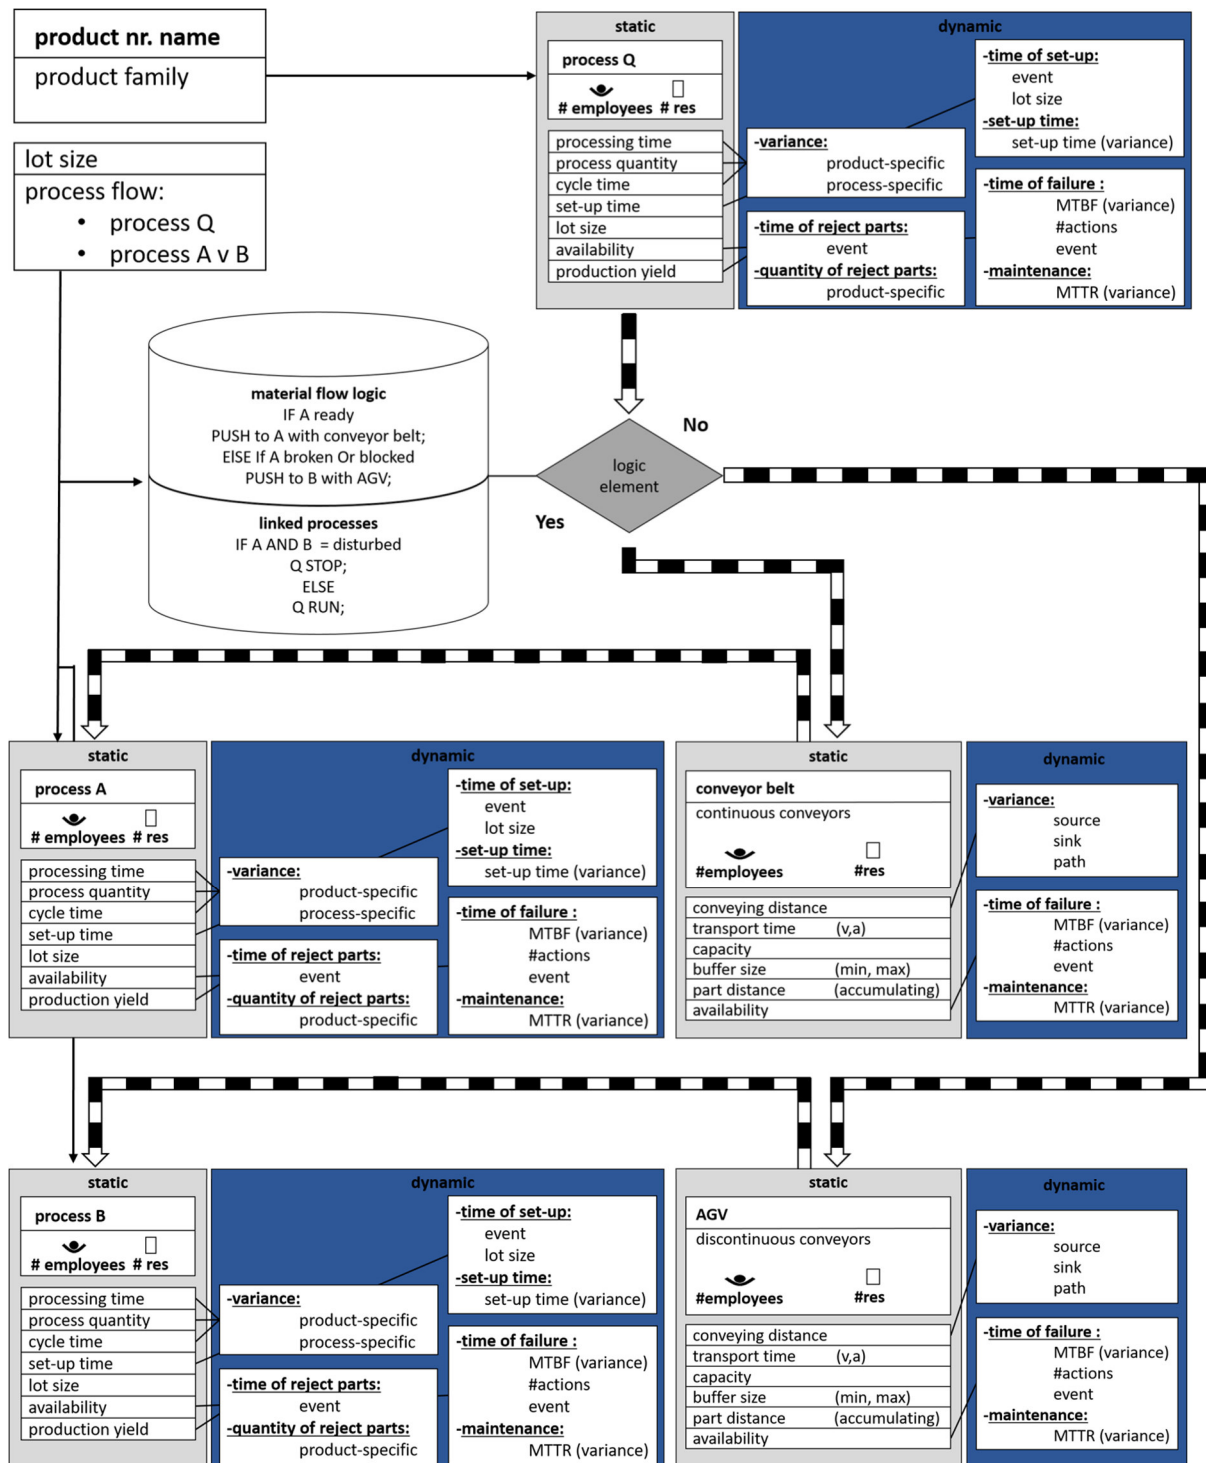 product nr. name
product family
lot size
process flow:
• process Q
• process A v B
static
process Q
# employees # res
processing time
process quantity
cycle time
set-up time
lot size
availability
production yield
dynamic
-variance:
product-specific
process-specific
-time of reject parts:
event
-quantity of reject parts:
product-specific
-time of set-up:
event
lot size
-set-up time:
set-up time (variance)
-time of failure :
MTBF (variance)
#actions
event
-maintenance:
MTTR (variance)
material flow logic
IF A ready
PUSH to A with conveyor belt;
ElSE If A broken Or blocked
PUSH to B with AGV;
linked processes
IF A AND B = disturbed
Q STOP;
ELSE
Q RUN;
logic
element
No
Yes
static
process A
# employees # res
processing time
process quantity
cycle time
set-up time
lot size
availability
production yield
dynamic
-variance:
product-specific
process-specific
-time of reject parts:
event
-quantity of reject parts:
product-specific
-time of set-up:
event
lot size
-set-up time:
set-up time (variance)
-time of failure :
MTBF (variance)
#actions
event
-maintenance:
MTTR (variance)
static
conveyor belt
continuous conveyors
#employees #res
conveying distance
transport time (v,a)
capacity
buffer size (min, max)
part distance (accumulating)
availability
dynamic
-variance:
source
sink
path
-time of failure :
MTBF (variance)
#actions
event
-maintenance:
MTTR (variance)
static
process B
# employees # res
processing time
process quantity
cycle time
set-up time
lot size
availability
production yield
dynamic
-variance:
product-specific
process-specific
-time of reject parts:
event
-quantity of reject parts:
product-specific
-time of set-up:
event
lot size
-set-up time:
set-up time (variance)
-time of failure :
MTBF (variance)
#actions
event
-maintenance:
MTTR (variance)
static
AGV
discontinuous conveyors
#employees #res
conveying distance
transport time (v,a)
capacity
buffer size (min, max)
part distance (accumulating)
availability
dynamic
-variance:
source
sink
path
-time of failure :
MTBF (variance)
#actions
event
-maintenance:
MTTR (variance)